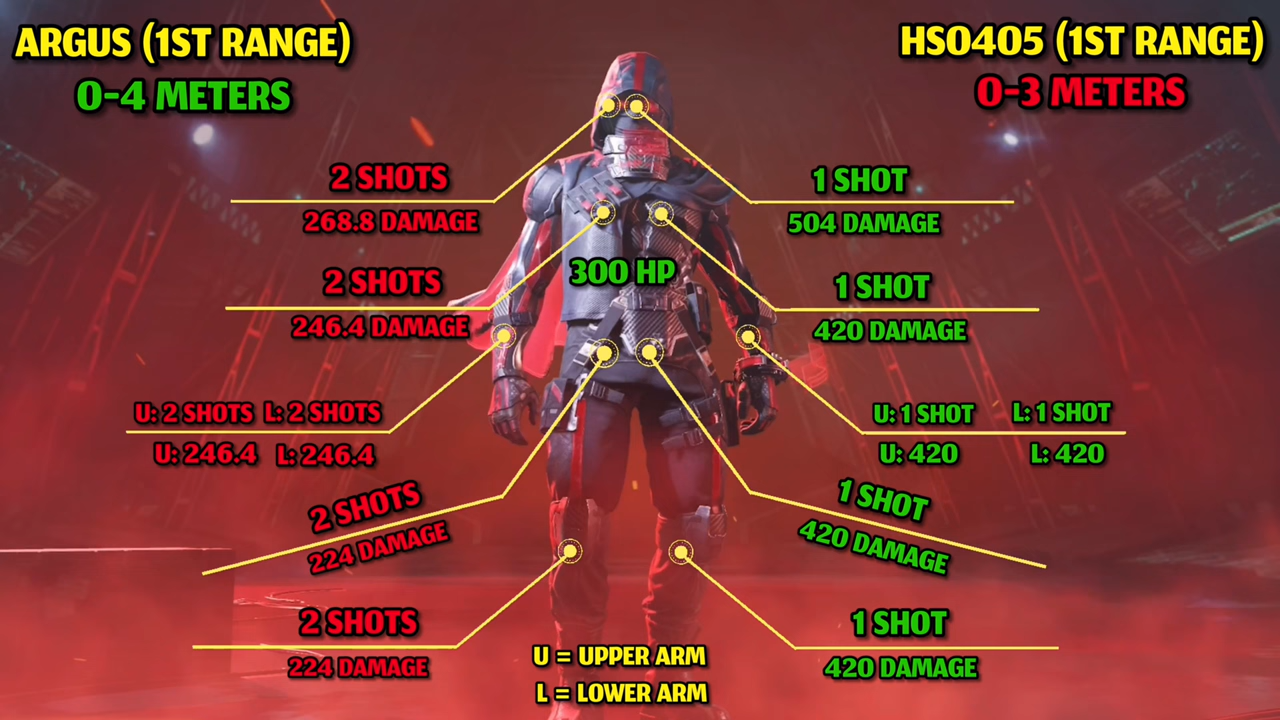 ARGUS (1ST RANGE)
0-4 METERS
HS0405 (1ST RANGE)
0-3 METERS
2 SHOTS
268.8 DAMAGE
1 SHOT
504 DAMAGE
2 SHOTS
246.4 DAMAGE
300 HP
1 SHOT
420 DAMAGE
U: 2 SHOTS L: 2 SHOTS
U: 246.4 L: 246.4
U: 1 SHOT L: 1 SHOT
U: 420 L: 420
2 SHOTS
224 DAMAGE
1 SHOT
420 DAMAGE
2 SHOTS
224 DAMAGE
1 SHOT
420 DAMAGE
U = UPPER ARM
L = LOWER ARM